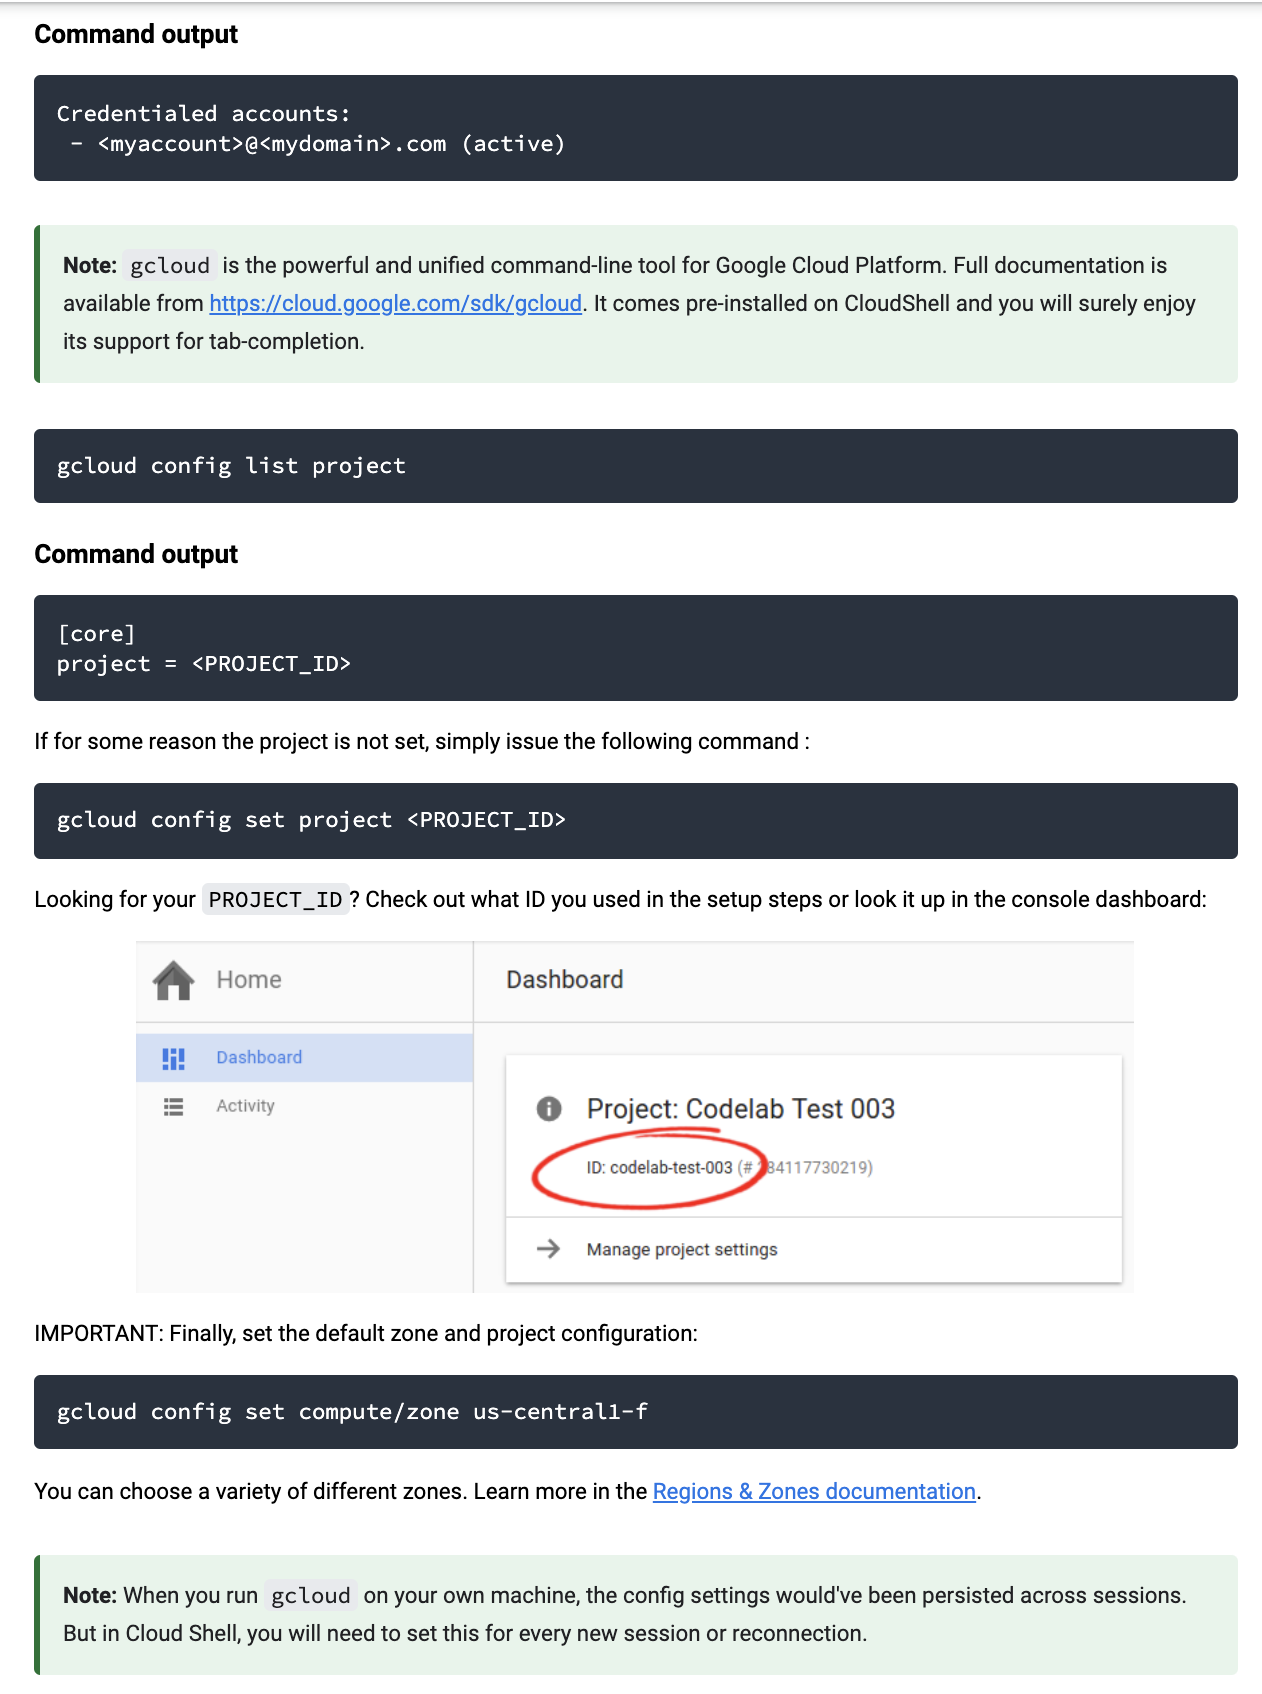 Command output
Credentialed accounts:
- <myaccount>@<mydomain>.com (active)
Note: gcloud is the powerful and unified command-line tool for Google Cloud Platform. Full documentation is
available from https://cloud.google.com/sdk/gcloud. It comes pre-installed on CloudShell and you will surely enjoy
its support for tab-completion.
gcloud config list project
Command output
[core]
project = <PROJECT_ID>
If for some reason the project is not set, simply issue the following command :
gcloud config set project <PROJECT_ID>
Looking for your PROJECT_ID? Check out what ID you used in the setup steps or look it up in the console dashboard:
Home
Dashboard
Dashboard
Activity
Project: Codelab Test 003
ID: codelab-test-003 (#
Manage project settings
IMPORTANT: Finally, set the default zone and project configuration:
gcloud config set compute/zone us-central1-f
You can choose a variety of different zones. Learn more in the Regions & Zones documentation.
Note: When you run gcloud on your own machine, the config settings would've been persisted across sessions.
But in Cloud Shell, you will need to set this for every new session or reconnection.